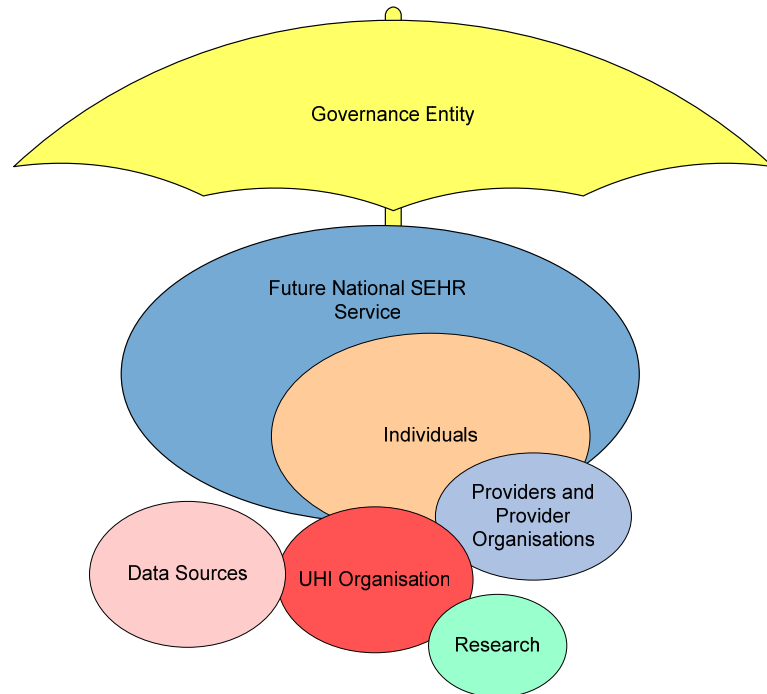 Governance Entity
Future National SEHR
Service
Individuals
Providers and
Provider
Organisations
Data Sources
UHI Organisation
Research